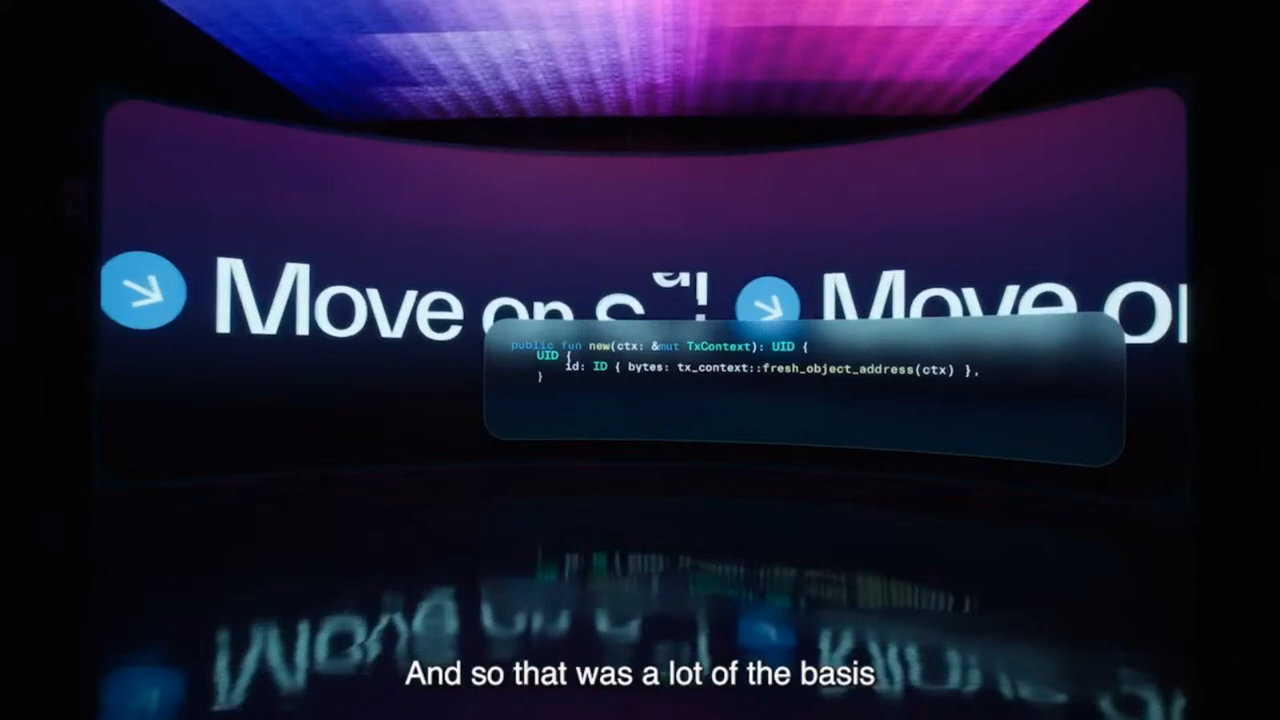 Move on Move on
public fun new(ctx: &mut TxContext): UID {
UID {
id: ID { bytes: tx_context::fresh_object_address(ctx) },
}
And so that was a lot of the basis